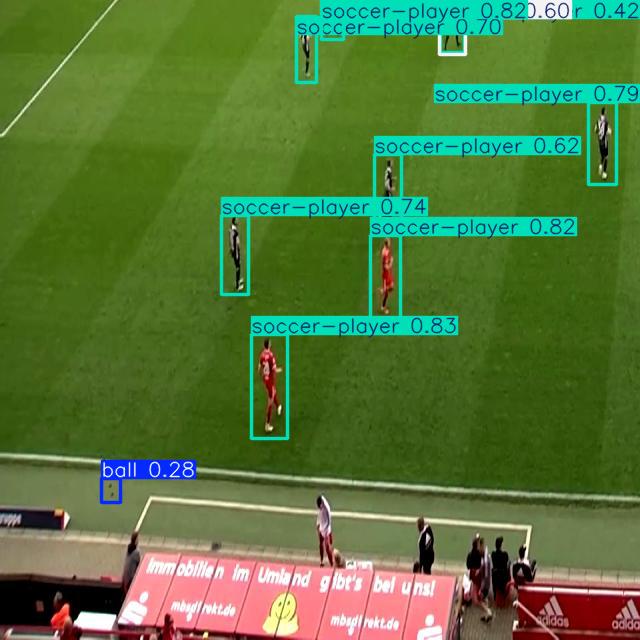 soccer-player 0.82
0.60
r 0.42
soccer-player 0.70
soccer-player 0.79
soccer-player 0.62
soccer-player 0.74
soccer-player 0.82
soccer-player 0.83
ball 0.28
Immobilien im Umland gibt's bei uns!
mbsdirekt.de
mbsdirekt.de
adidas
adidas